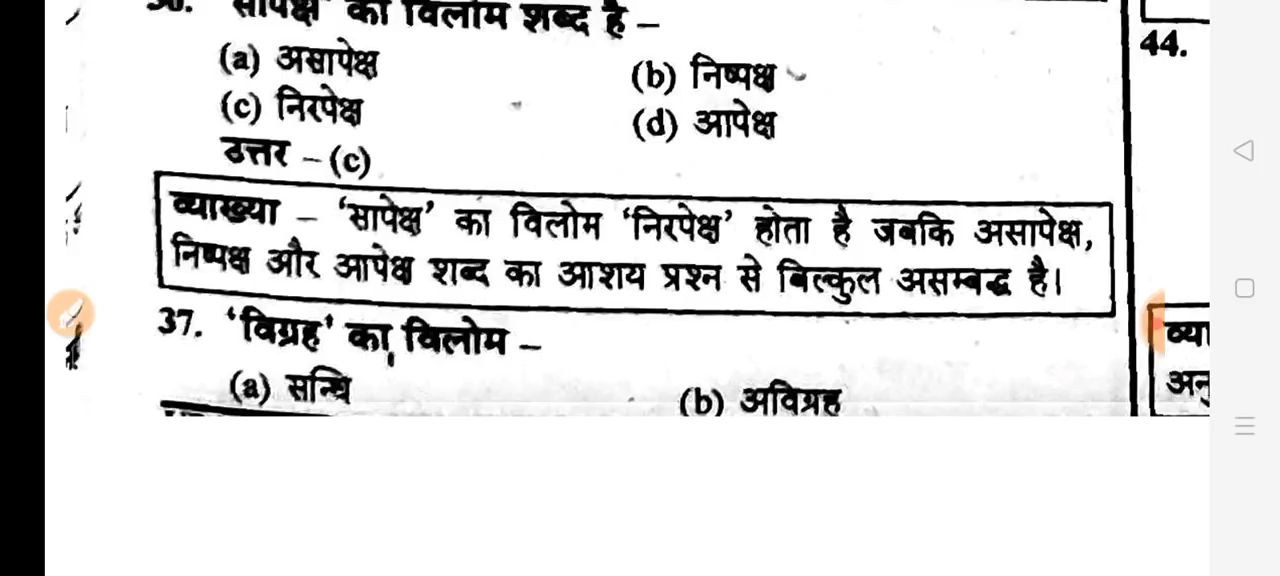 36. 'सापेक्ष' का विलोम शब्द है –
(a) असापेक्ष
(b) निष्पक्ष
(c) निरपेक्ष
(d) आपेक्ष
उत्तर – (c)
व्याख्या – 'सापेक्ष' का विलोम 'निरपेक्ष' होता है जबकि असापेक्ष,
निष्पक्ष और आपेक्ष शब्द का आशय प्रश्न से बिल्कुल असम्बद्ध है।
37. 'विग्रह' का विलोम –
(a) सन्धि
(b) अविग्रह
44.